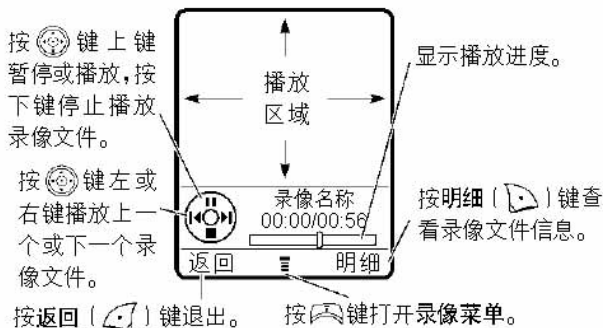 按键上键
暂停或播放，按
下键停止播放
录像文件。
按键左或
右键播放上一
个或下一个录
像文件。
按返回（）键退出。
播放
区域
录像名称
00:00/00:56
返回
明细
显示播放进度。
按明细（）键查
看录像文件信息。
按键打开录像菜单。